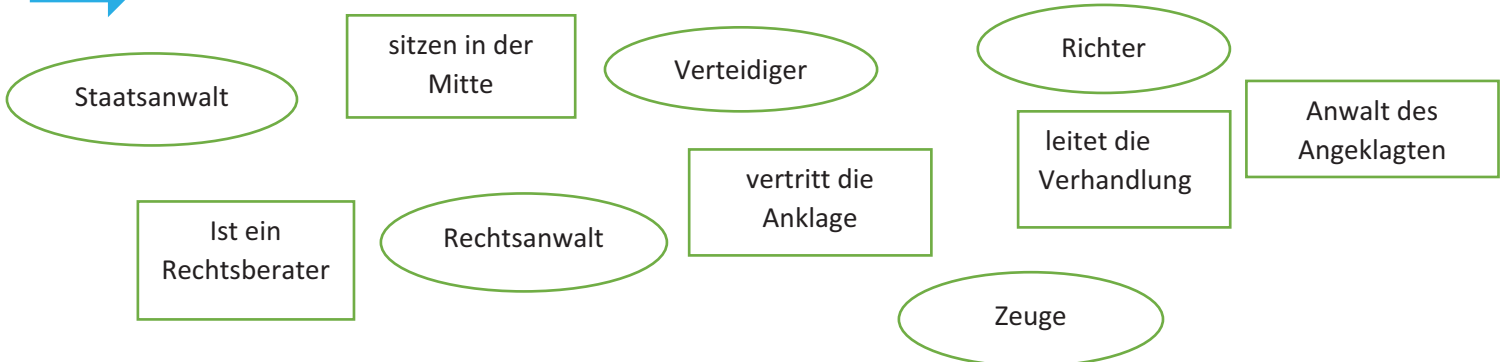 Staatsanwalt
sitzen in der
Mitte
Verteidiger
Richter
Anwalt des
Angeklagten
leitet die
Verhandlung
vertritt die
Anklage
Ist ein
Rechtsberater
Rechtsanwalt
Zeuge